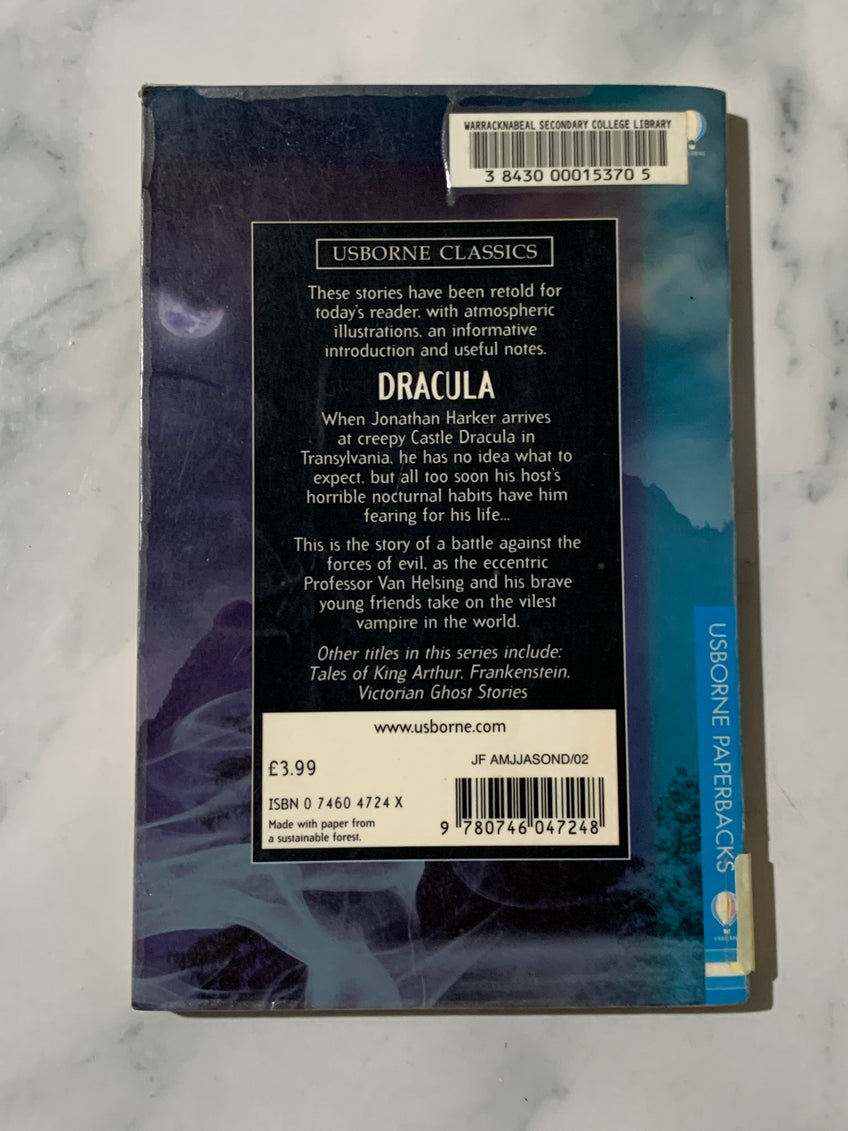 WARRACKNABEAL SECONDARY COLLEGE LIBRARY
3 8430 00015370 5
USBORNE CLASSICS
These stories have been retold for
today's reader, with atmospheric
illustrations, an informative
introduction and useful notes.
DRACULA
When Jonathan Harker arrives
at creepy Castle Dracula in
Transylvania, he has no idea what to
expect, but all too soon his host's
horrible nocturnal habits have him
fearing for his life...
This is the story of a battle against the
forces of evil, as the eccentric
Professor Van Helsing and his brave
young friends take on the vilest
vampire in the world.
Other titles in this series include:
Tales of King Arthur, Frankenstein,
Victorian Ghost Stories
www.usborne.com
JF AMJJASOND/02
£3.99
ISBN 0 7460 4724 X
Made with paper from
a sustainable forest.
9 780746 047248
USBORNE PAPERBACKS